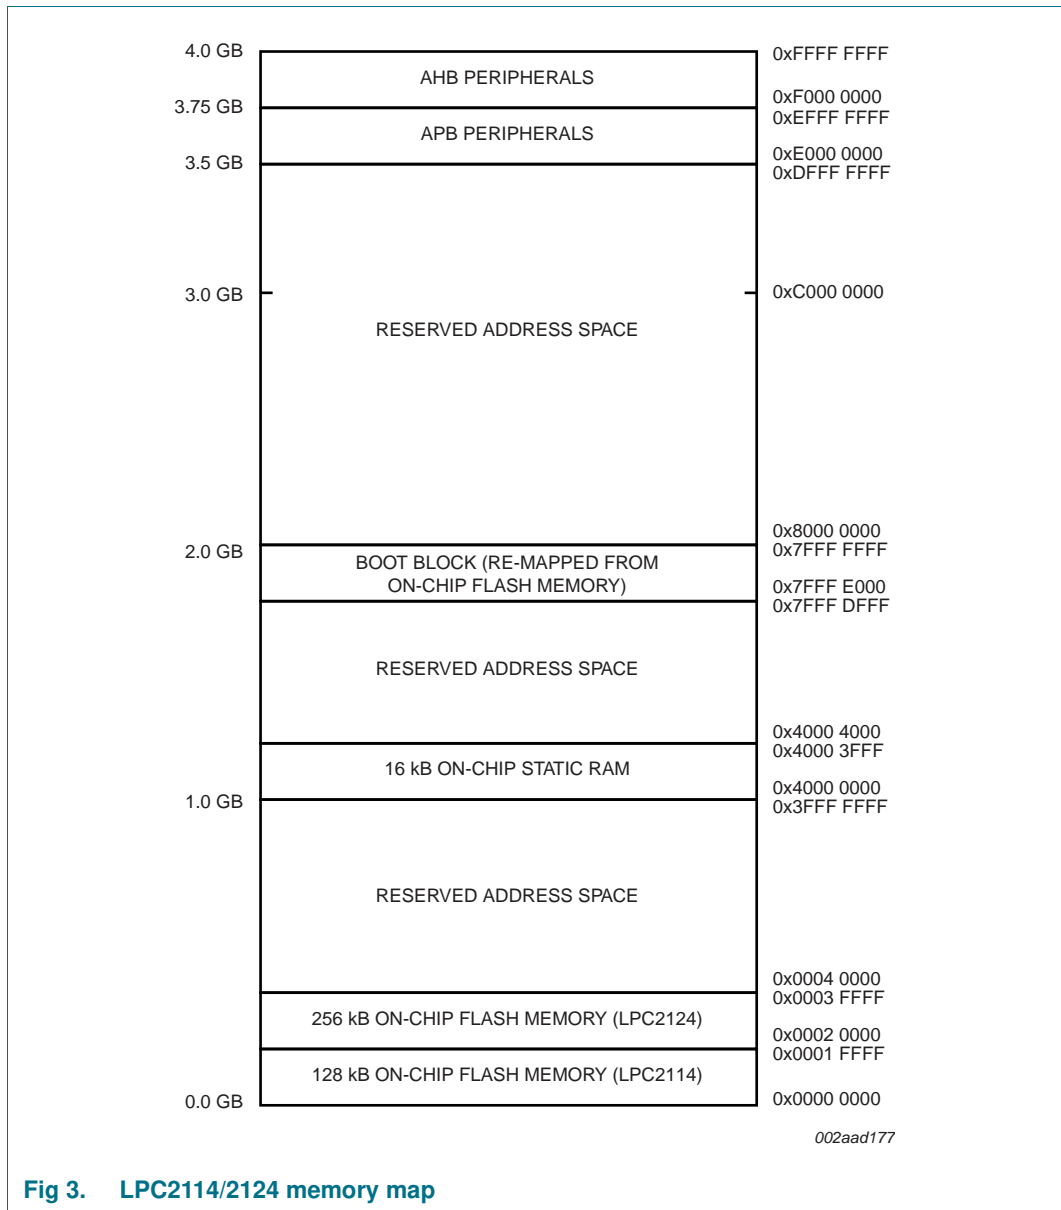 4.0 GB
0xFFFF FFFF
AHB PERIPHERALS
0xF000 0000
3.75 GB
0xEFFF FFFF
APB PERIPHERALS
0xE000 0000
3.5 GB
0xDFFF FFFF
3.0 GB
0xC000 0000
RESERVED ADDRESS SPACE
0x8000 0000
2.0 GB
0x7FFF FFFF
BOOT BLOCK (RE-MAPPED FROM
ON-CHIP FLASH MEMORY)
0x7FFF E000
0x7FFF DFFF
RESERVED ADDRESS SPACE
0x4000 4000
0x4000 3FFF
16 kB ON-CHIP STATIC RAM
0x4000 0000
1.0 GB
0x3FFF FFFF
RESERVED ADDRESS SPACE
0x0004 0000
0x0003 FFFF
256 kB ON-CHIP FLASH MEMORY (LPC2124)
0x0002 0000
0x0001 FFFF
128 kB ON-CHIP FLASH MEMORY (LPC2114)
0.0 GB
0x0000 0000
002aad177
Fig 3. LPC2114/2124 memory map